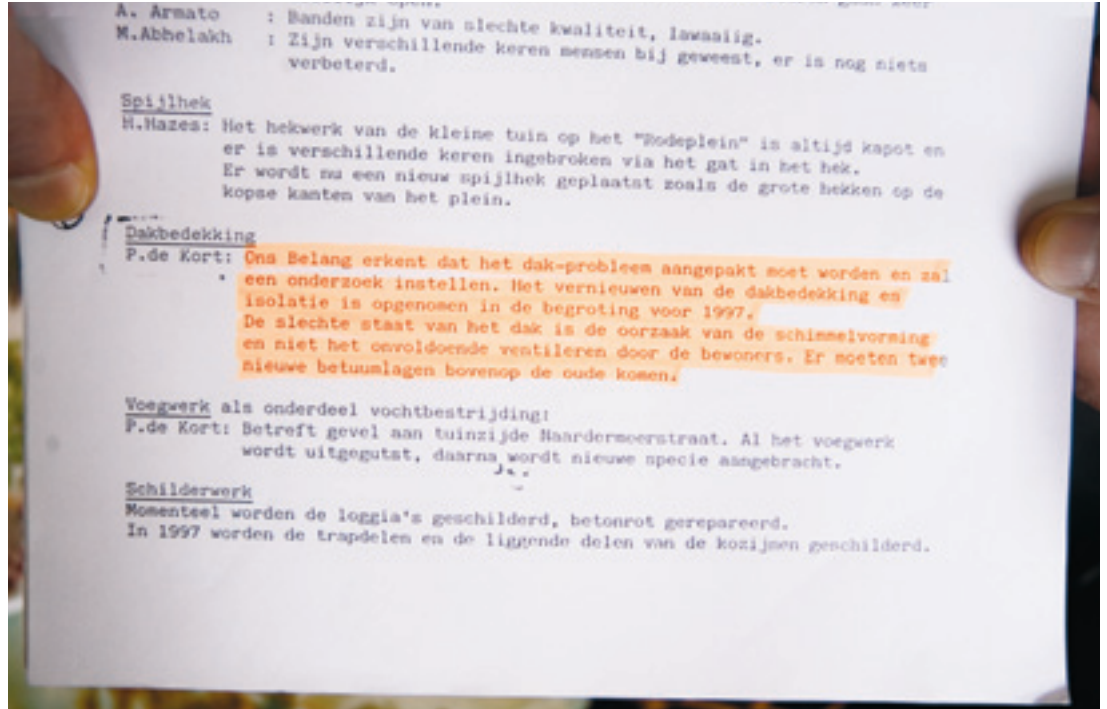 A. Armato : Banden zijn van slechte kwaliteit, lawaaiig.
M.Abhelakh : Zijn verschillende keren mensen bij geweest, er is nog niets
verbeterd.
Spijlhek
H.Hazes: Het hekwerk van de kleine tuin op het "Rodeplein" is altijd kapot en
er is verschillende keren ingebroken via het gat in het hek.
Er wordt nu een nieuw spijlhek geplaatst zoals de grote hekken op de
kopse kanten van het plein.
Dakbedekking
P.de Kort: Ons Belang erkent dat het dak-probleem aangepakt moet worden en zal
een onderzoek instellen. Het vernieuwen van de dakbedekking en
isolatie is opgenomen in de begroting voor 1997.
De slechte staat van het dak is de oorzaak van de schimmelvorming
en niet het onvoldoende ventileren door de bewoners. Er moeten twee
nieuwe betuumlagen bovenop de oude komen.
Voegwerk als onderdeel vochtbestrijding:
P.de Kort: Betreft gevel aan tuinzijde Naardermeerstraat. Al het voegwerk
wordt uitgegutst, daarna wordt nieuwe specie aangebracht.
Schilderwerk
Momenteel worden de loggia's geschilderd, betonrot gerepareerd.
In 1997 worden de trapdelen en de liggende delen van de kozijnen geschilderd.